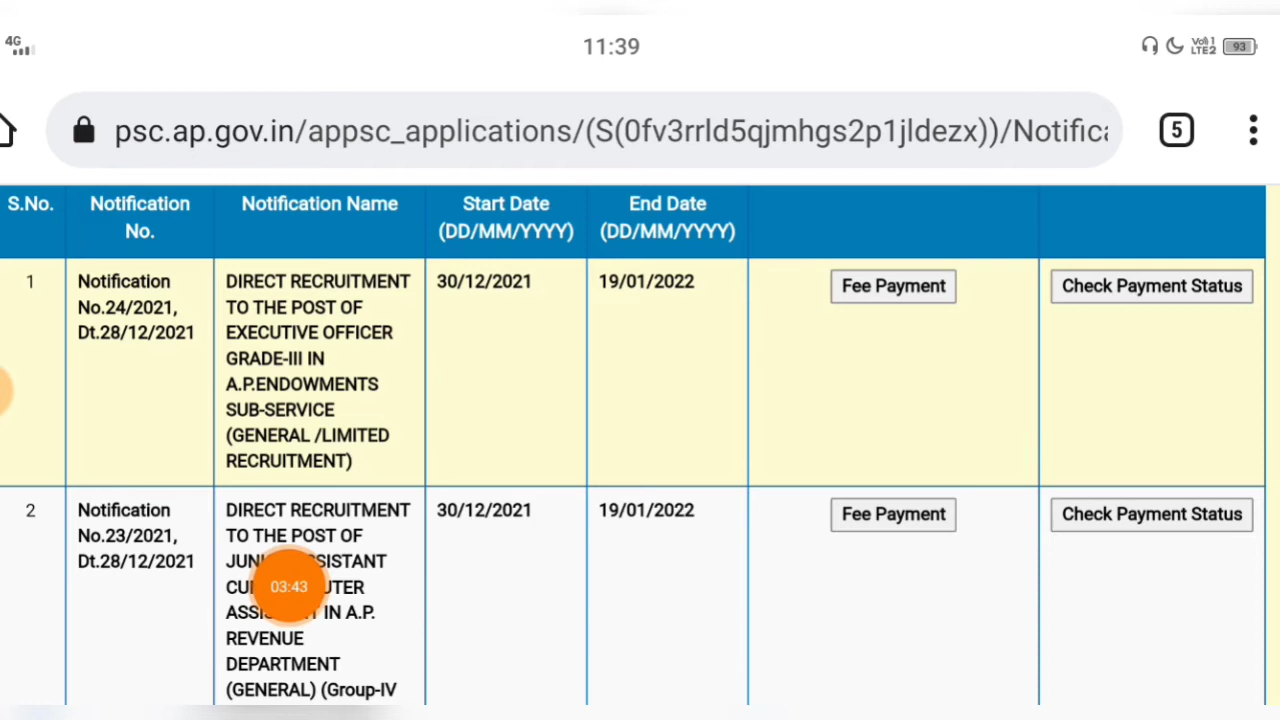 4G
11:39
Vo 1
LTE2
93
psc.ap.gov.in/appsc_applications/(S(0fv3rrld5qjmhgs2p1jldezx))/Notifica
5
S.No.
Notification
No.
Notification Name
Start Date
(DD/MM/YYYY)
End Date
(DD/MM/YYYY)
1
Notification
No.24/2021,
Dt.28/12/2021
DIRECT RECRUITMENT
TO THE POST OF
EXECUTIVE OFFICER
GRADE-III IN
A.P.ENDOWMENTS
SUB-SERVICE
(GENERAL /LIMITED
RECRUITMENT)
30/12/2021
19/01/2022
Fee Payment
Check Payment Status
2
Notification
No.23/2021,
Dt.28/12/2021
DIRECT RECRUITMENT
TO THE POST OF
03:43
IN A.P.
REVENUE
DEPARTMENT
(GENERAL) (Group-IV
30/12/2021
19/01/2022
Fee Payment
Check Payment Status